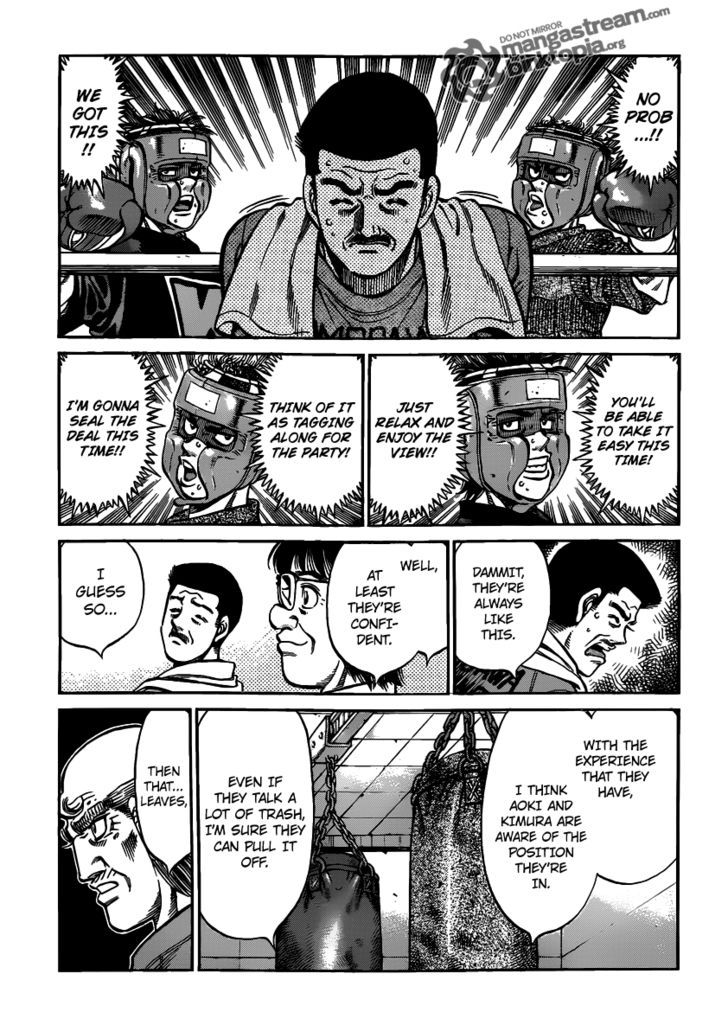 DO NOT MIRROR
mangastream.com
binktopia.org
NO
PROB
...!!
WE
GOT
THIS
!!
YOU'LL
BE ABLE
TO TAKE IT
EASY THIS
TIME!
JUST
RELAX AND
ENJOY THE
VIEW!!
THINK OF IT
AS TAGGING
ALONG FOR
THE PARTY!
I'M GONNA
SEAL THE
DEAL THIS
TIME!!
DAMMIT,
THEY'RE
ALWAYS
LIKE
THIS.
WELL,
AT
LEAST
THEY'RE
CONFI-
DENT.
I
GUESS
SO...
WITH THE
EXPERIENCE
THAT THEY
HAVE,
I THINK
AOKI AND
KIMURA ARE
AWARE OF THE
POSITION
THEY'RE
IN.
EVEN IF
THEY TALK A
LOT OF TRASH,
I'M SURE THEY
CAN PULL IT
OFF.
THEN
THAT...
LEAVES,